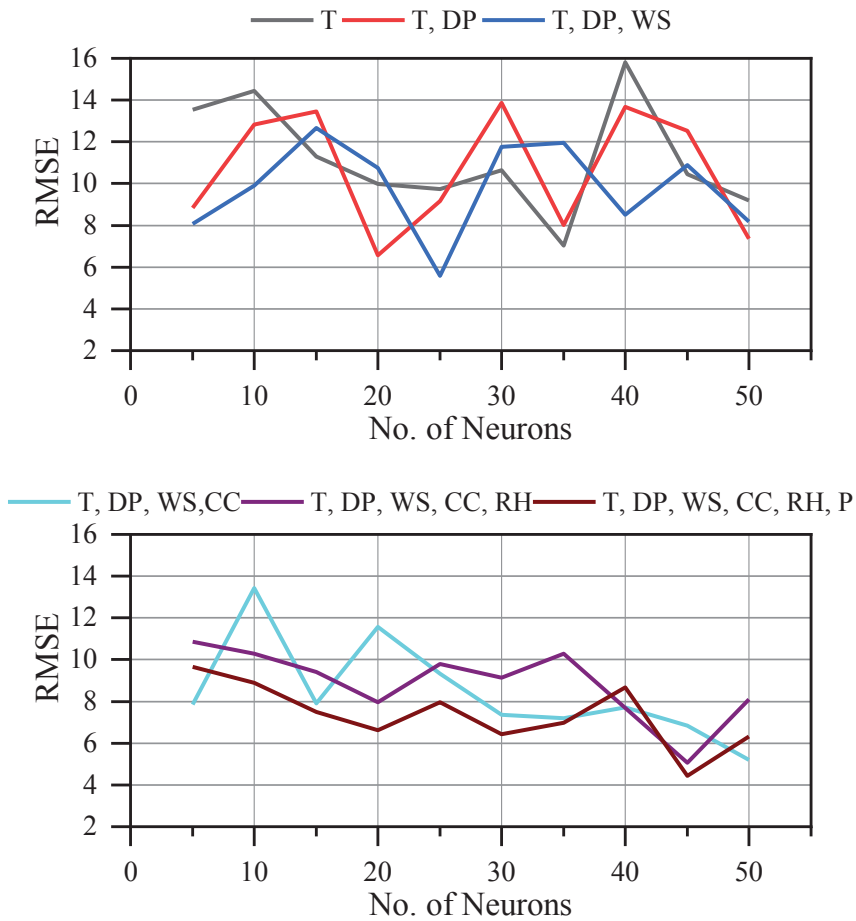 T T, DP T, DP, WS
16
14
12
10
8
6
4
2
RMSE
0 10 20 30 40 50
No. of Neurons
T, DP, WS,CC T, DP, WS, CC, RH T, DP, WS, CC, RH, P
16
14
12
10
8
6
4
2
RMSE
0 10 20 30 40 50
No. of Neurons